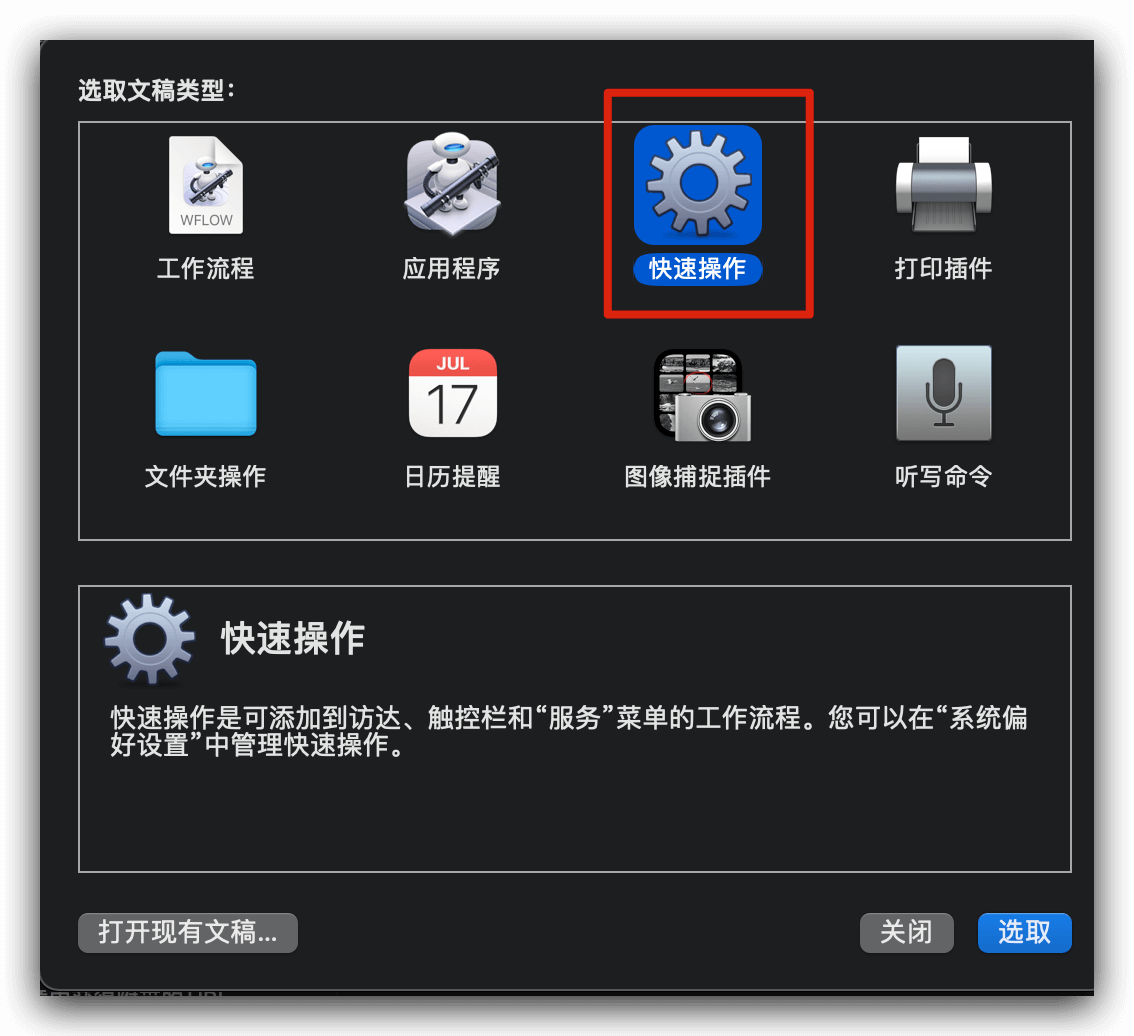 选取文稿类型：
WFLOW
工作流程
应用程序
快速操作
打印插件
JUL
17
文件夹操作
日历提醒
图像捕捉插件
听写命令
快速操作
快速操作是可添加到访达、触控栏和“服务”菜单的工作流程。您可以在“系统偏
好设置”中管理快速操作。
打开现有文稿...
关闭
选取